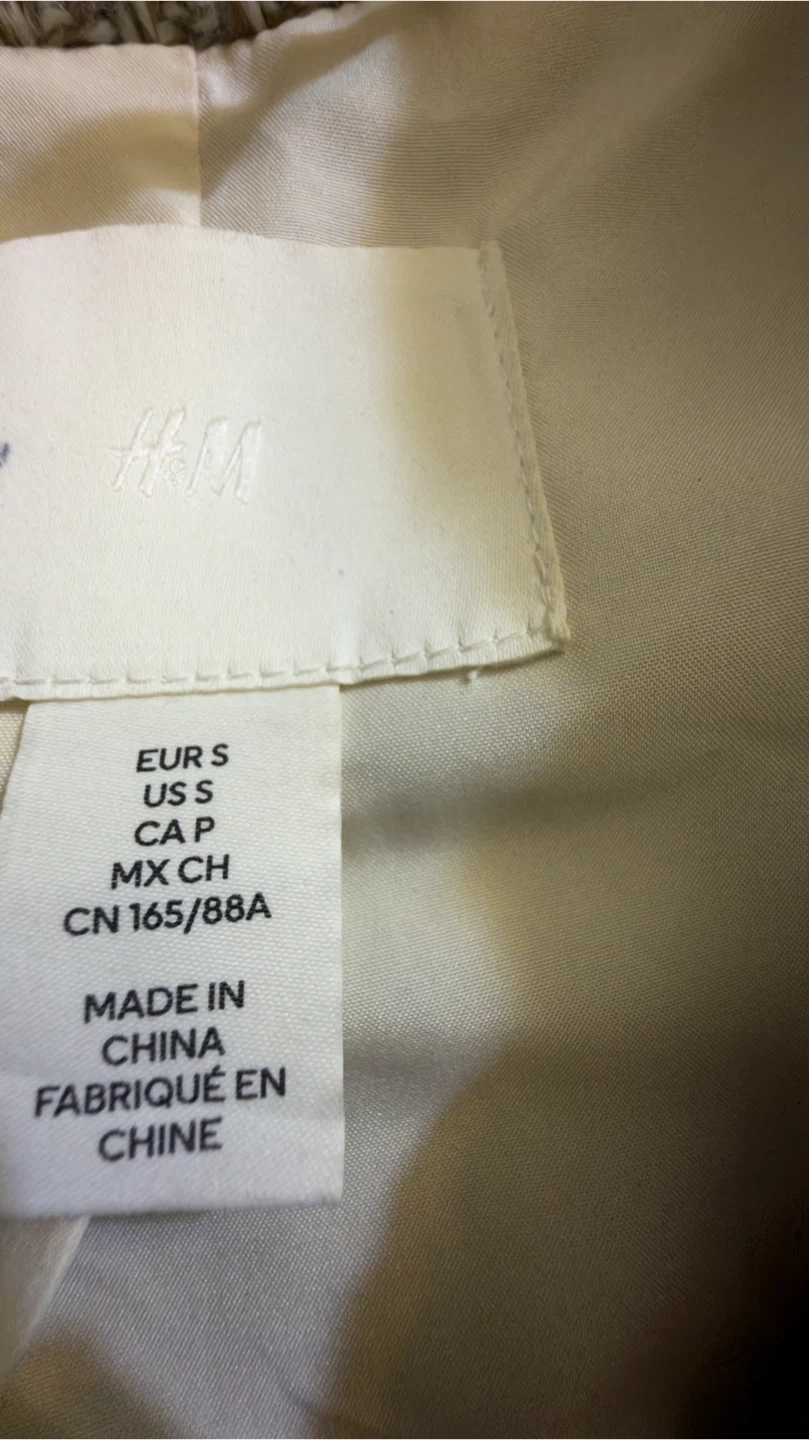 H&M
EUR S
US S
CA P
MX CH
CN 165/88A
MADE IN
CHINA
FABRIQUÉ EN
CHINE